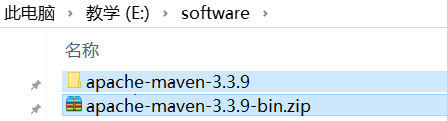 此电脑 > 教学 (E:) > software >
名称
apache-maven-3.3.9
apache-maven-3.3.9-bin.zip